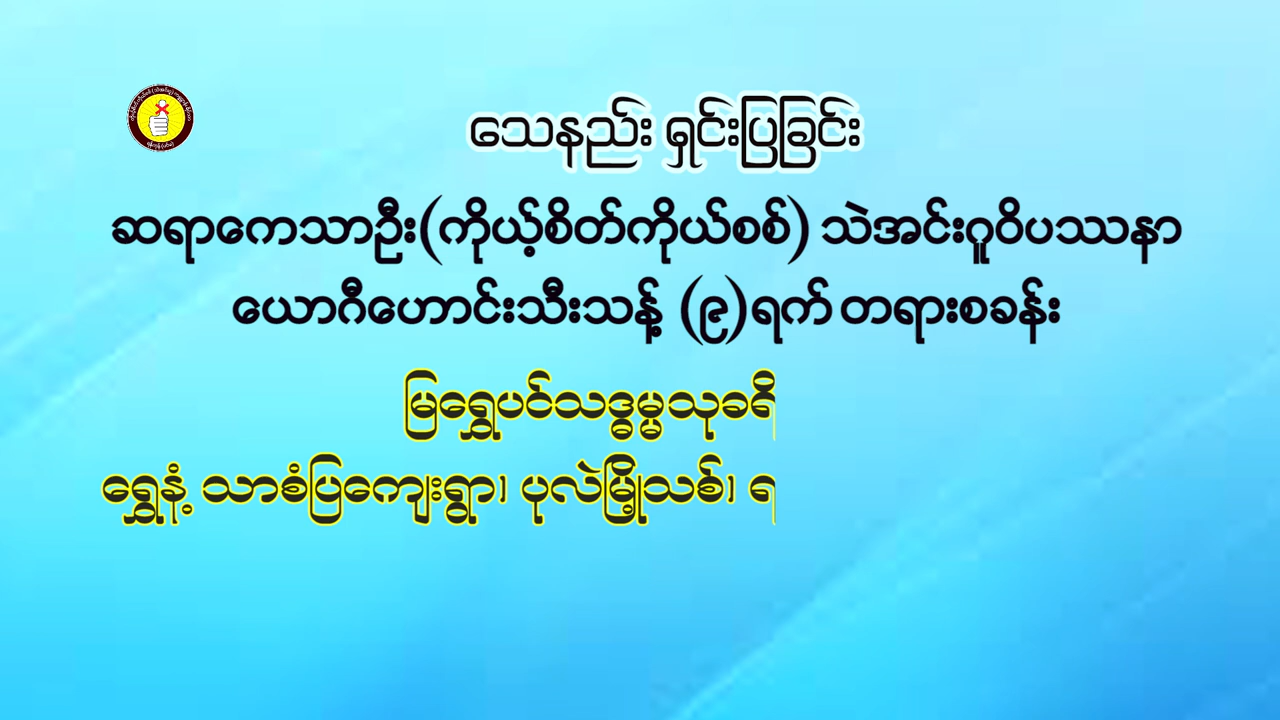 သေနည်း ရှင်းပြခြင်း
ဆရာကေသာဦး(ကိုယ့်စိတ်ကိုယ်စစ်) သဲအင်းဂူဝိပဿနာ
ယောဂီဟောင်းသီးသန့် (၉)ရက် တရားစခန်း
မြရွှေပင်သဒ္ဓမ္မသုခရိ
ရွှေနံ့ သာစံပြကျေးရွာ၊ ပုလဲမြို့သစ်၊ ရ